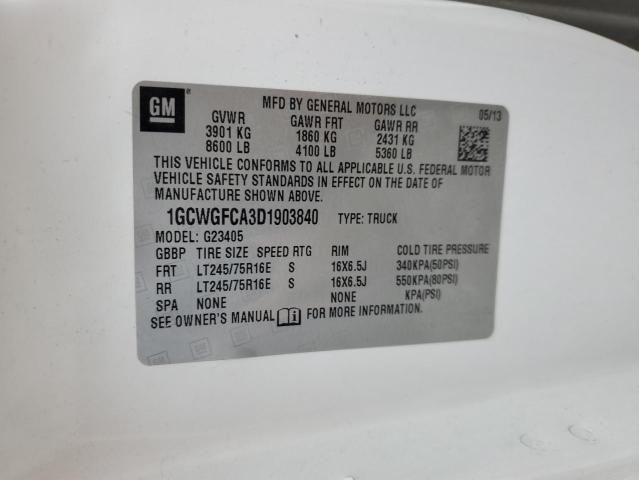 GM
MFD BY GENERAL MOTORS LLC 05/13
GVWR GAWR FRT GAWR RR
3901 KG 1860 KG 2431 KG
8600 LB 4100 LB 5360 LB
THIS VEHICLE CONFORMS TO ALL APPLICABLE U.S. FEDERAL MOTOR
VEHICLE SAFETY STANDARDS IN EFFECT ON THE DATE OF
MANUFACTURE SHOWN ABOVE.
1GCWGFCA3D1903840 TYPE: TRUCK
MODEL: G23405
GBBP TIRE SIZE SPEED RTG RIM COLD TIRE PRESSURE
FRT LT245/75R16E S 16X6.5J 340KPA(50PSI)
RR LT245/75R16E S 16X6.5J 550KPA(80PSI)
SPA NONE NONE KPA(PSI)
SEE OWNER'S MANUAL FOR MORE INFORMATION.